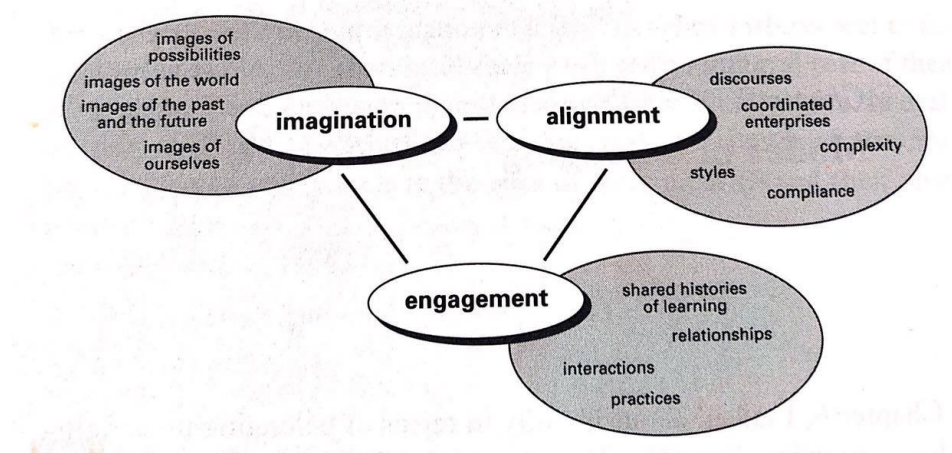 images of
possibilities
images of the world
images of the past
and the future
images of
ourselves
imagination
alignment
discourses
coordinated
enterprises
complexity
styles
compliance
engagement
shared histories
of learning
relationships
interactions
practices